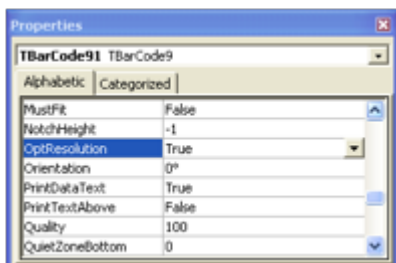 Properties
TBarCode91 TBarCode9
Alphabetic Categorized
MustFit False
NotchHeight -1
OptResolution True
Orientation 0°
PrintDataText True
PrintTextAbove False
Quality 100
QuietZoneBottom 0